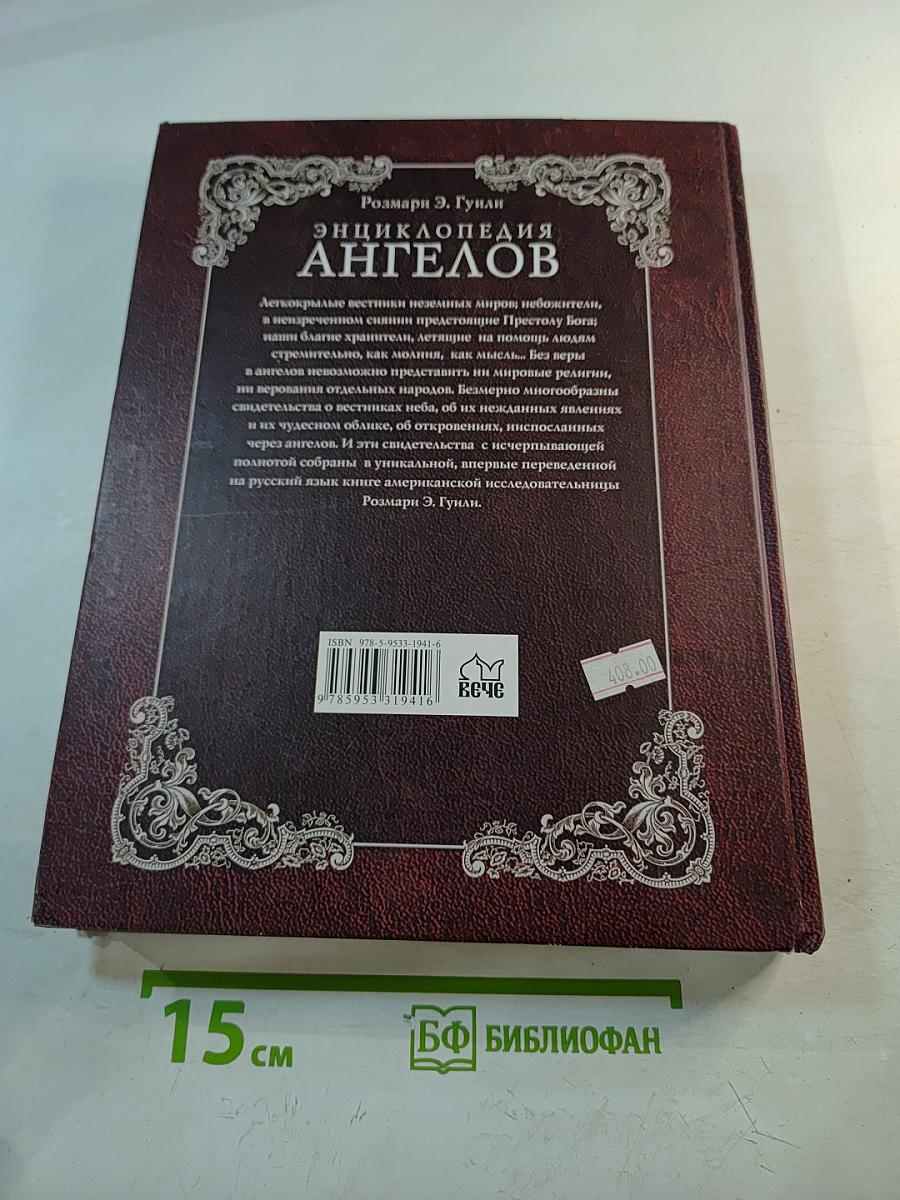 Розмари Э. Гуили
ЭНЦИКЛОПЕДИЯ
АНГЕЛОВ
Легкокрылые вестники неземных миров; небожители,
в неизреченном сиянии предстоящие Престолу Бога;
наши благие хранители, летящие на помощь людям
стремительно, как молния, как мысль... Без веры
в ангелов невозможно представить ни мировые религии,
ни верования отдельных народов. Безмерно многообразны
свидетельства о вестниках неба, об их нежданных явлениях
и их чудесном облике, об откровениях, ниспосланных
через ангелов. И эти свидетельства с исчерпывающей
полнотой собраны в уникальной, впервые переведенной
на русский язык книге американской исследовательницы
Розмари Э. Гуили.
ISBN 978-5-9533-1941-6
9 785953 319416
ВЕЧЕ
408.00
15 см
БФ БИБЛИОФАН